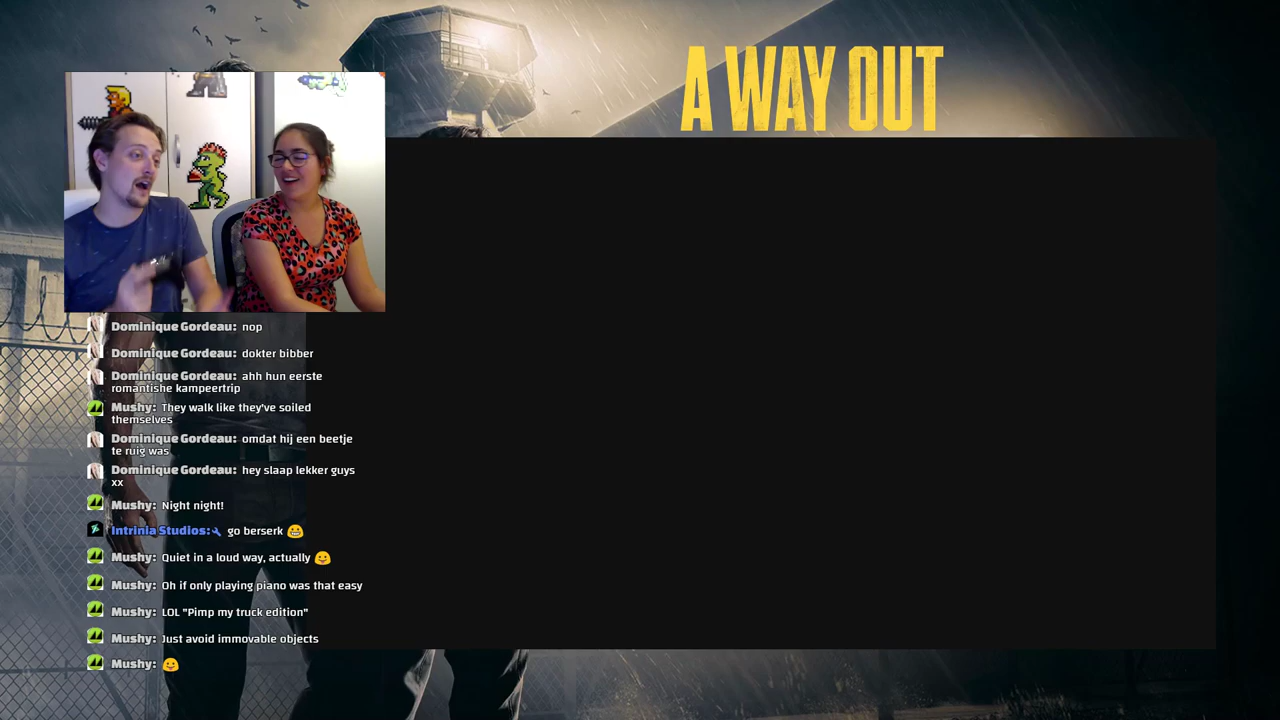 A WAY OUT
Dominique Gordeau: nop
Dominique Gordeau: dokter bibber
Dominique Gordeau: ahh hun eerste
romantishe kampeertrip
Mushy: They walk like they've soiled
themselves
Dominique Gordeau: omdat hij een beetje
te ruig was
Dominique Gordeau: hey slaap lekker guys
xx
Mushy: Night night!
Intrinia Studios: go berserk 😀
Mushy: Quiet in a loud way, actually 🙂
Mushy: Oh if only playing piano was that easy
Mushy: LOL "Pimp my truck edition"
Mushy: Just avoid immovable objects
Mushy: 🙂